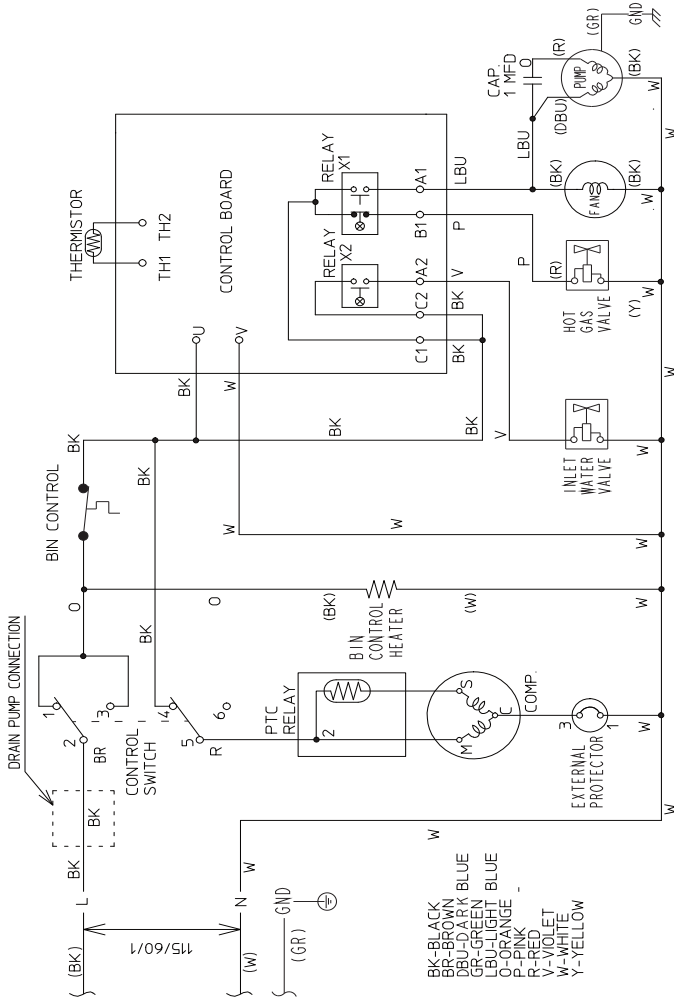 DRAIN PUMP CONNECTION
BIN CONTROL
THERMISTOR
TH1 TH2
CONTROL BOARD
RELAY
X2
RELAY
X1
U
V
C1 C2 A2 B1 A1
BK
BK
V
P
LBU
(BK)
L
BK
BK
BR
2
1
3
O
BK
BK
BK
W
CONTROL
SWITCH
4
5
6
R
BK
O
W
BK
BK
W
V
115/60/1
(W)
N
W
(GR)
GND
PTC
RELAY
2
M
S
C
COMP.
3
1
EXTERNAL
PROTECTOR
W
(BK)
BIN
CONTROL
HEATER
(W)
W
W
INLET
WATER
VALVE
W
W
P
(R)
HOT
GAS
VALVE
(Y)
W
(BK)
FAN
(BK)
W
W
LBU
CAP.
1 MFD
O
(DBU)
(R)
PUMP
(BK)
W
(GR)
GND
W
BK-BLACK
BR-BROWN
DBU-DARK BLUE
GR-GREEN
LBU-LIGHT BLUE
O-ORANGE
P-PINK
R-RED
V-VIOLET
W-WHITE
Y-YELLOW